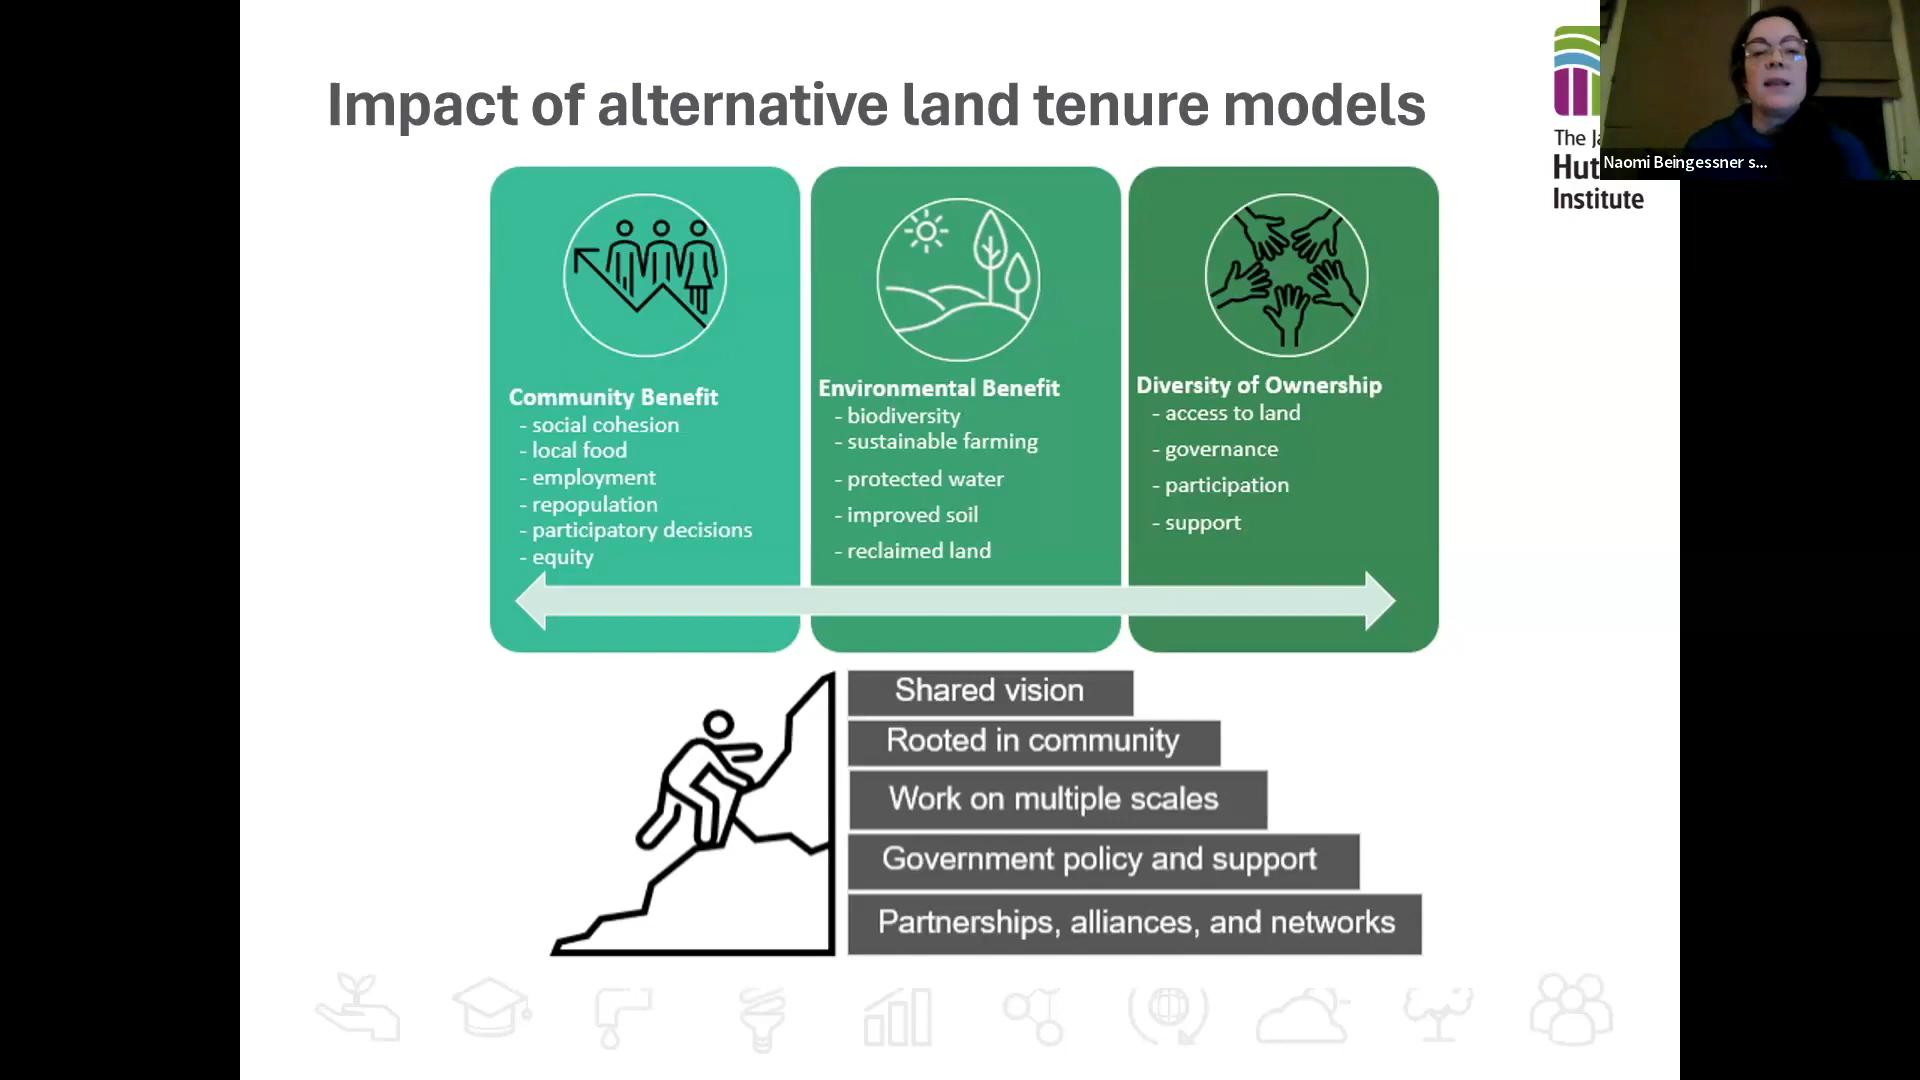 Impact of alternative land tenure models
The
Hut
Institute
Naomi Beingessner s...
Community Benefit
- social cohesion
- local food
- employment
- repopulation
- participatory decisions
- equity
Environmental Benefit
- biodiversity
- sustainable farming
- protected water
- improved soil
- reclaimed land
Diversity of Ownership
- access to land
- governance
- participation
- support
Shared vision
Rooted in community
Work on multiple scales
Government policy and support
Partnerships, alliances, and networks